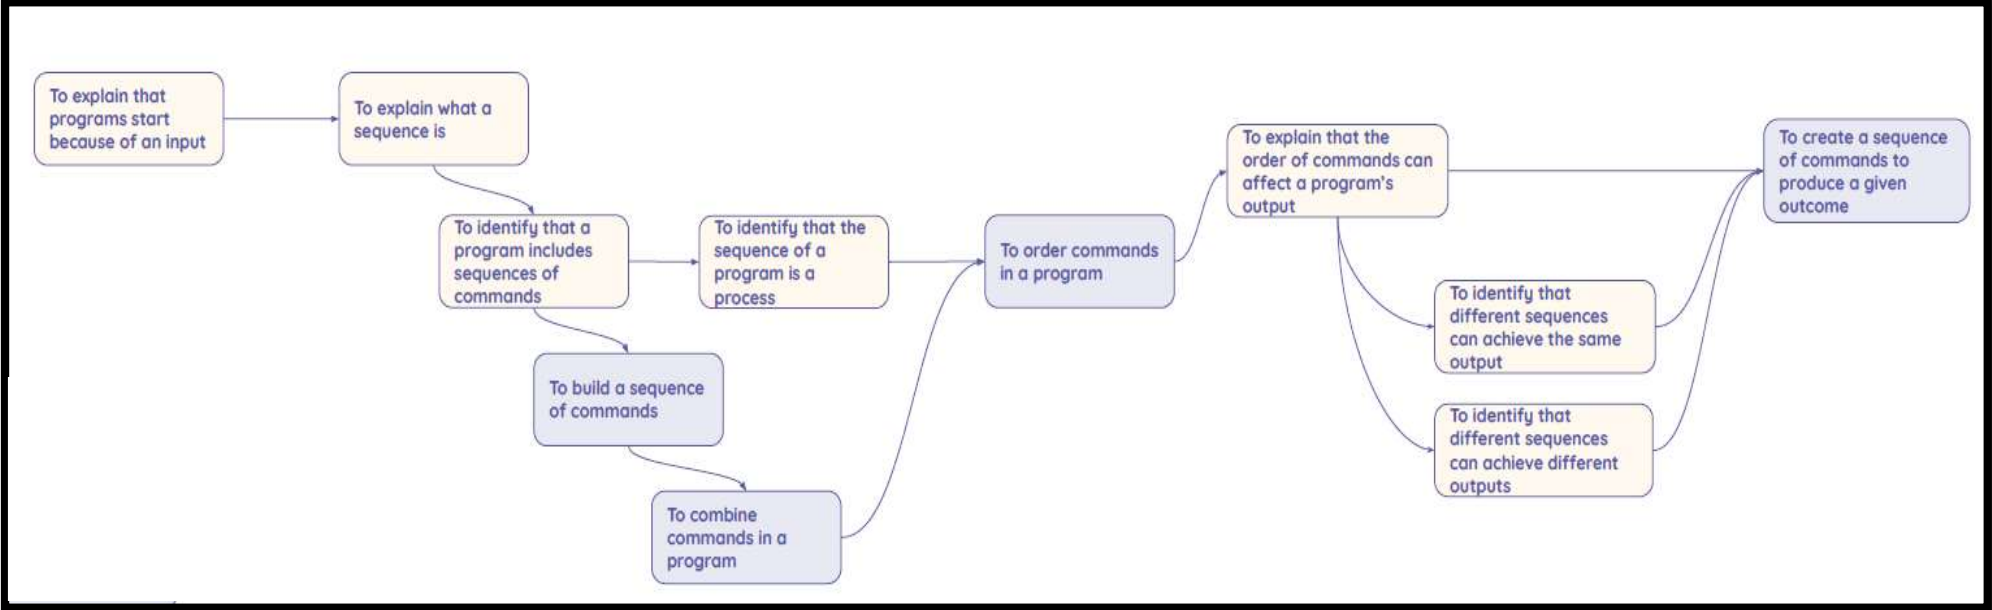 To explain that
programs start
because of an input
To explain what a
sequence is
To identify that a
program includes
sequences of
commands
To identify that the
sequence of a
program is a
process
To build a sequence
of commands
To combine
commands in a
program
To order commands
in a program
To explain that the
order of commands can
affect a program's
output
To identify that
different sequences
can achieve the same
output
To identify that
different sequences
can achieve different
outputs
To create a sequence
of commands to
produce a given
outcome